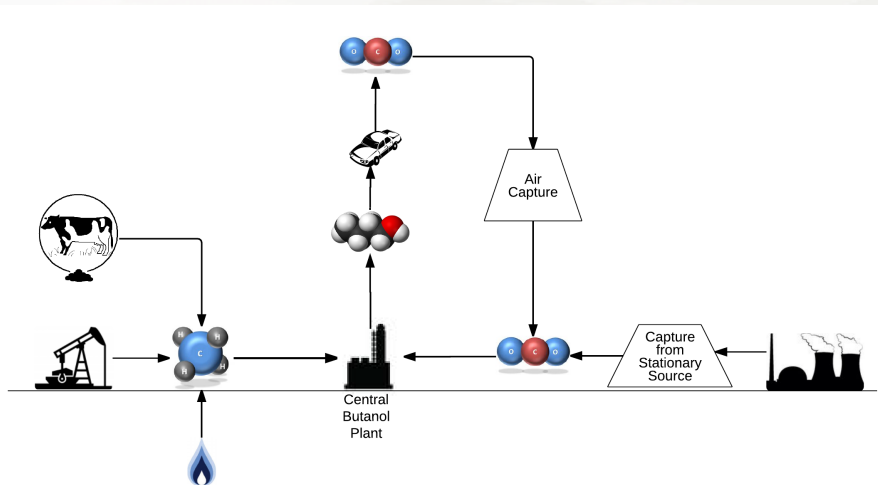 O C O
Air
Capture
H H
C
H H
O C O
Capture
from
Stationary
Source
Central
Butanol
Plant